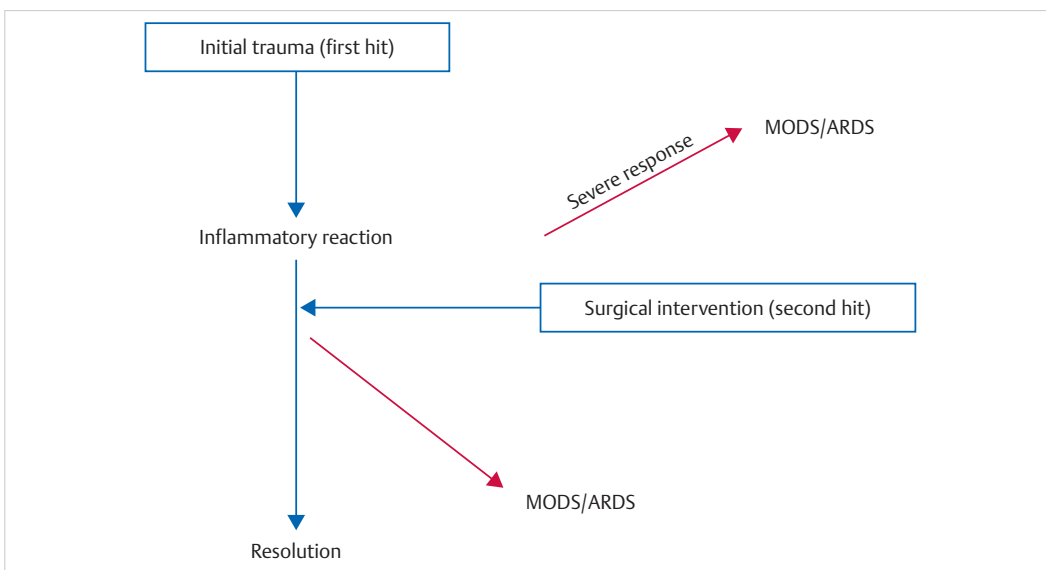 Initial trauma (first hit)
MODS/ARDS
Severe response
Inflammatory reaction
Surgical intervention (second hit)
MODS/ARDS
Resolution